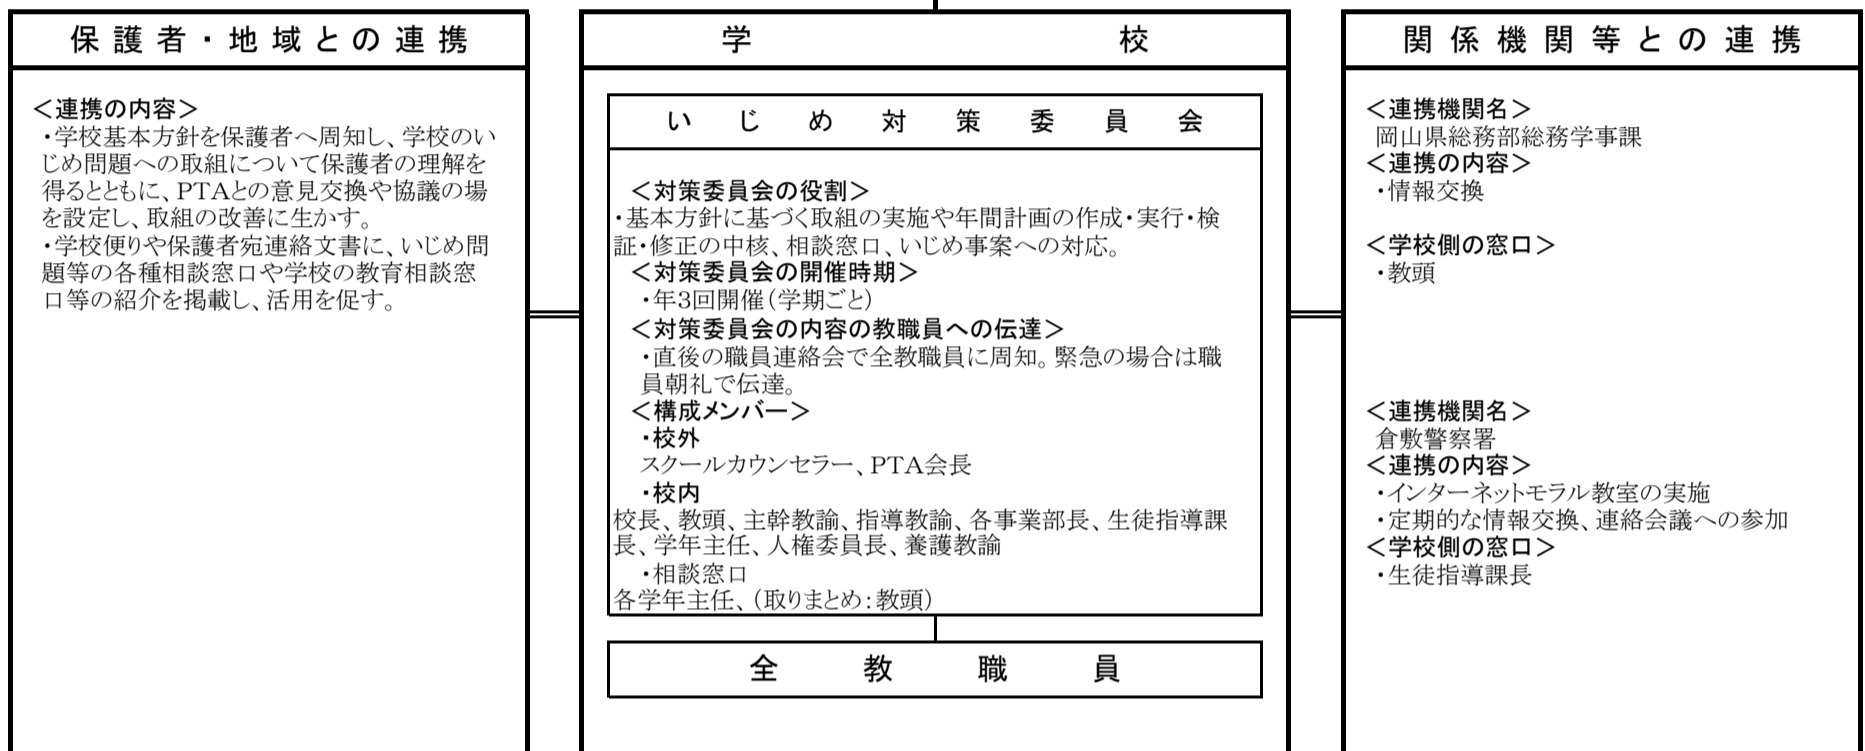 保護者・地域との連携
＜連携の内容＞
・学校基本方針を保護者へ周知し、学校のい
じめ問題への取組について保護者の理解を
得るとともに、PTAとの意見交換や協議の場
を設定し、取組の改善に生かす。
・学校便りや保護者宛連絡文書に、いじめ問
題等の各種相談窓口や学校の教育相談窓
口等の紹介を掲載し、活用を促す。
学校
いじめ対策委員会
＜対策委員会の役割＞
・基本方針に基づく取組の実施や年間計画の作成・実行・検
証・修正の中核、相談窓口、いじめ事案への対応。
＜対策委員会の開催時期＞
・年3回開催（学期ごと）
＜対策委員会の内容の教職員への伝達＞
・直後の職員連絡会で全教職員に周知。緊急の場合は職
員朝礼で伝達。
＜構成メンバー＞
・校外
スクールカウンセラー、PTA会長
・校内
校長、教頭、主幹教諭、指導教諭、各事業部長、生徒指導課
長、学年主任、人権委員長、養護教諭
・相談窓口
各学年主任、（取りまとめ：教頭）
全教職員
関係機関等との連携
＜連携機関名＞
岡山県総務部総務学事課
＜連携の内容＞
・情報交換
＜学校側の窓口＞
・教頭
＜連携機関名＞
倉敷警察署
＜連携の内容＞
・インターネットモラル教室の実施
・定期的な情報交換、連絡会議への参加
＜学校側の窓口＞
・生徒指導課長